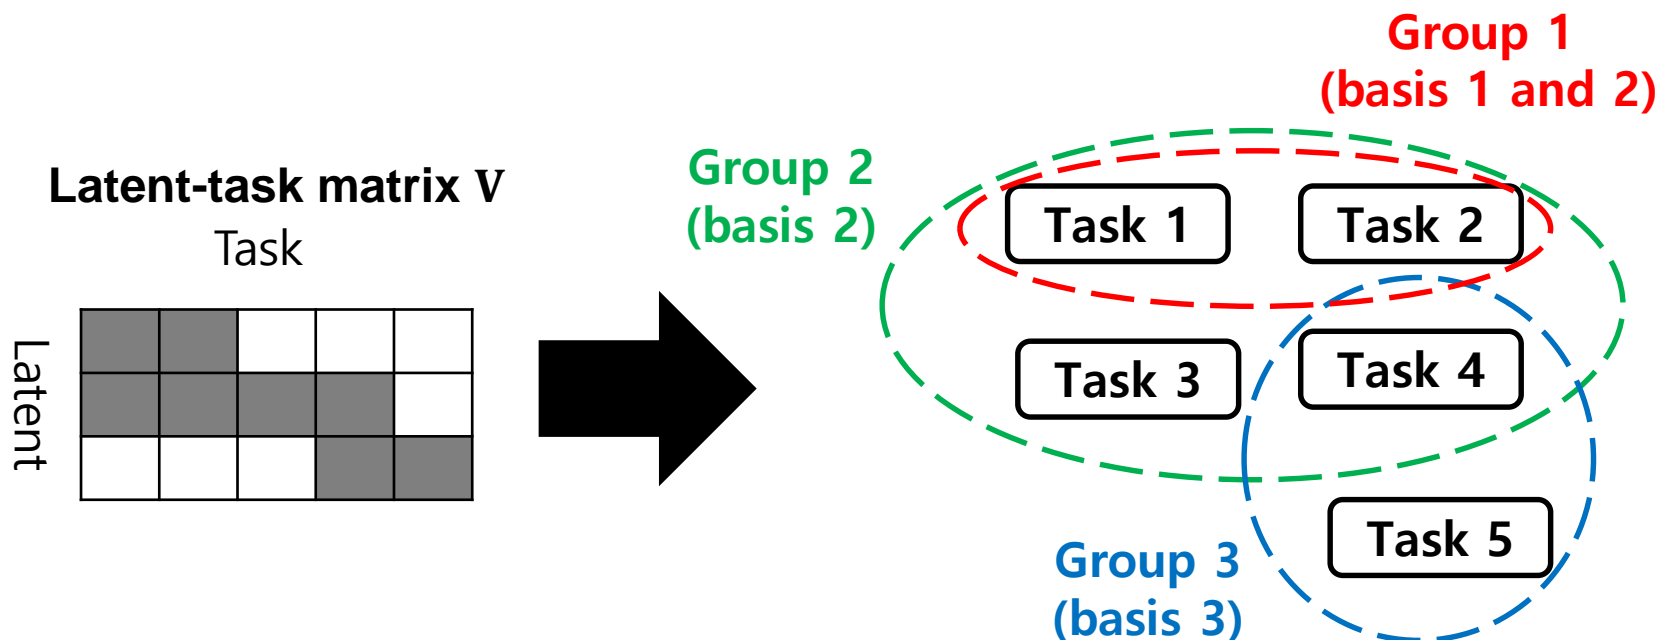 Latent-task matrix V
Task
Latent
Group 1
(basis 1 and 2)
Group 2
(basis 2)
Task 1
Task 2
Task 3
Task 4
Task 5
Group 3
(basis 3)